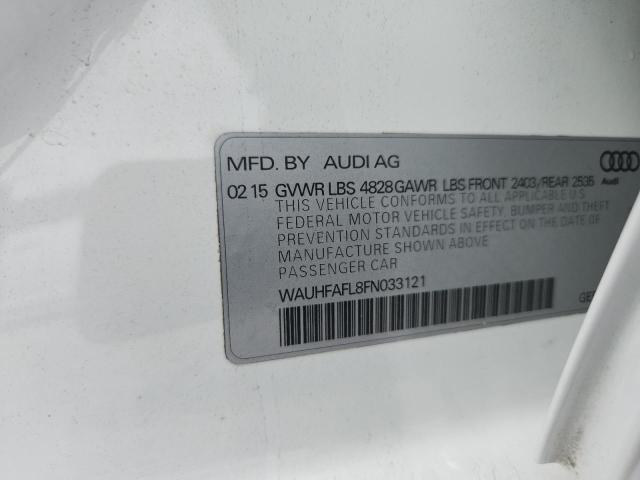 MFD. BY AUDI AG
Audi
02 15 GVWR LBS 4828 GAWR LBS FRONT 2403/REAR 2535
THIS VEHICLE CONFORMS TO ALL APPLICABLE U.S.
FEDERAL MOTOR VEHICLE SAFETY, BUMPER AND THEFT
PREVENTION STANDARDS IN EFFECT ON THE DATE OF
MANUFACTURE SHOWN ABOVE
PASSENGER CAR
WAUHFAFL8FN033121